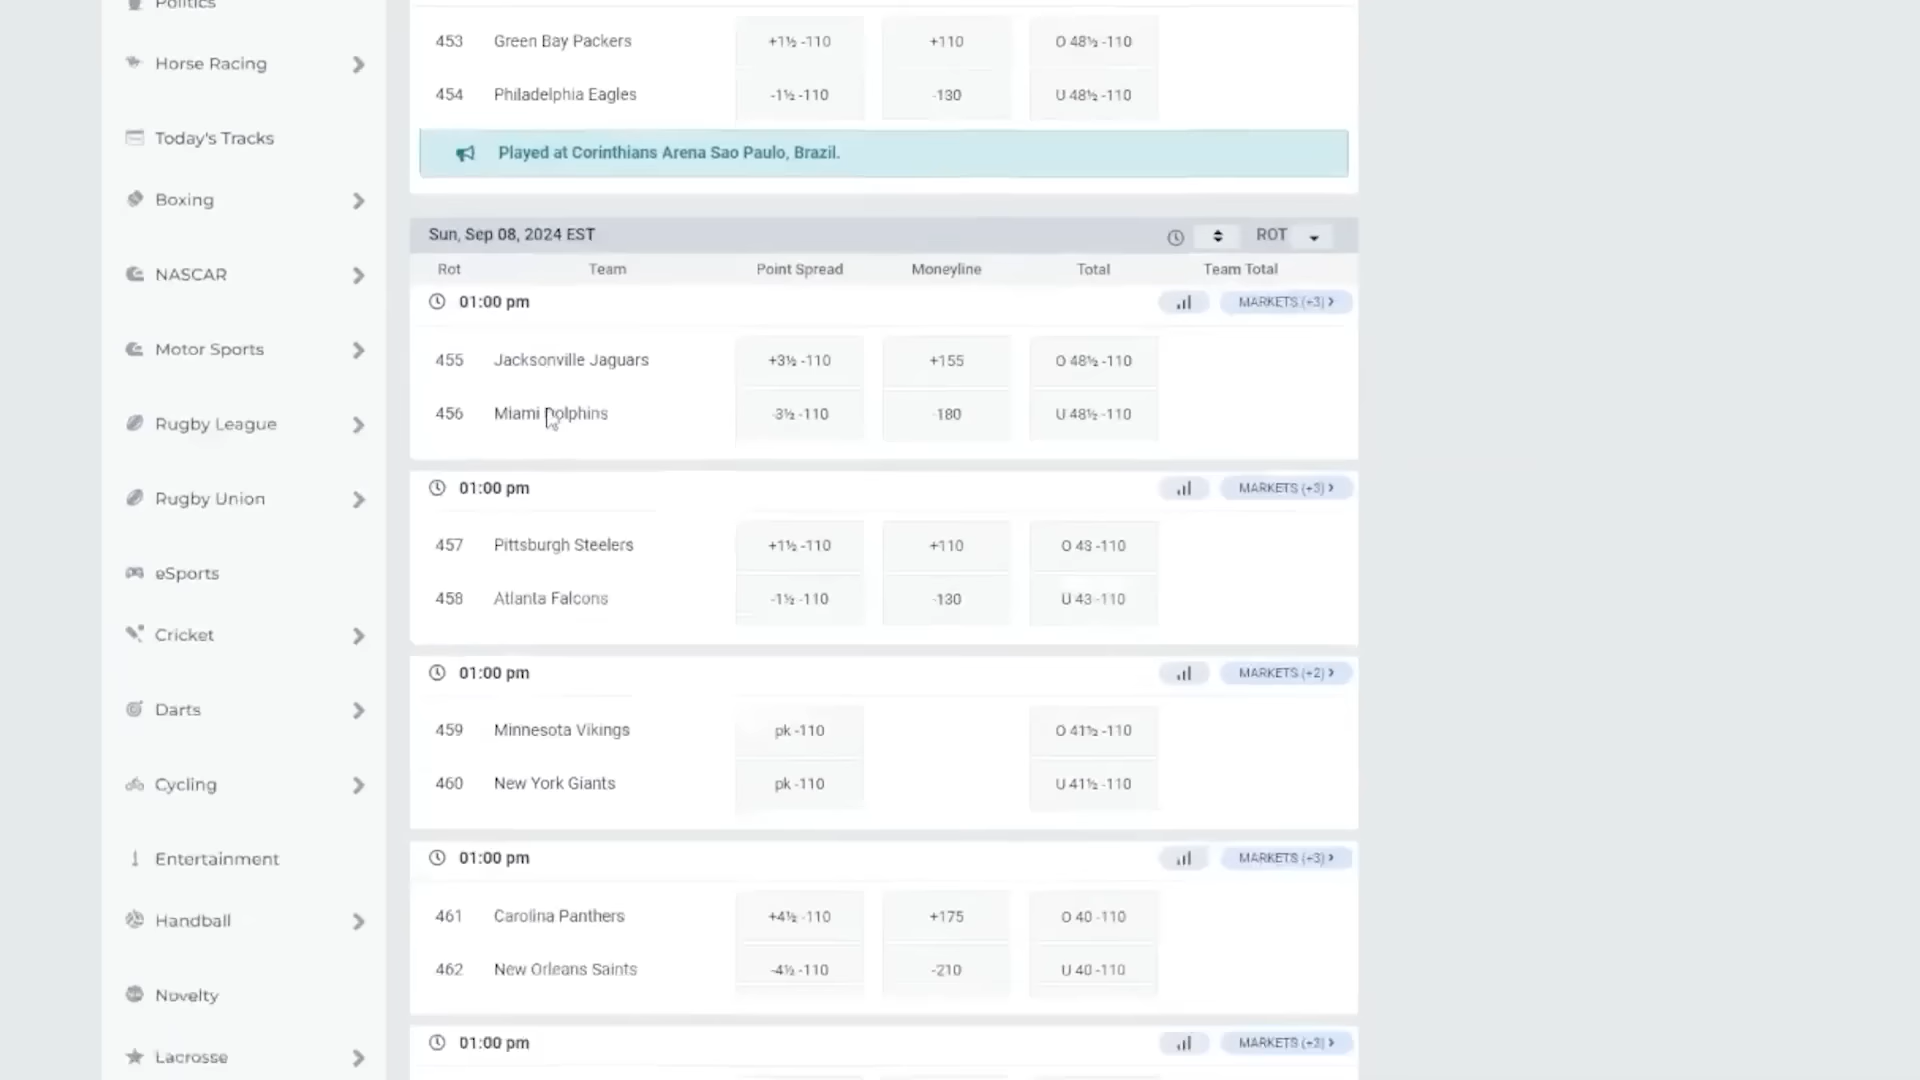 Politics
Horse Racing
Today's Tracks
Boxing
NASCAR
Motor Sports
Rugby League
Rugby Union
eSports
Cricket
Darts
Cycling
Entertainment
Handball
Novelty
Lacrosse
453 Green Bay Packers +1½ -110 +110 O 48½ -110
454 Philadelphia Eagles -1½ -110 -130 U 48½ -110
Played at Corinthians Arena Sao Paulo, Brazil.
Sun, Sep 08, 2024 EST ROT
Rot Team Point Spread Moneyline Total Team Total
01:00 pm MARKETS (+3)
455 Jacksonville Jaguars +3½ -110 +155 O 48½ -110
456 Miami Dolphins -3½ -110 -180 U 48½ -110
01:00 pm MARKETS (+3)
457 Pittsburgh Steelers +1½ -110 +110 O 43 -110
458 Atlanta Falcons -1½ -110 -130 U 43 -110
01:00 pm MARKETS (+2)
459 Minnesota Vikings pk -110 O 41½ -110
460 New York Giants pk -110 U 41½ -110
01:00 pm MARKETS (+3)
461 Carolina Panthers +4½ -110 +175 O 40 -110
462 New Orleans Saints -4½ -110 -210 U 40 -110
01:00 pm MARKETS (+3)